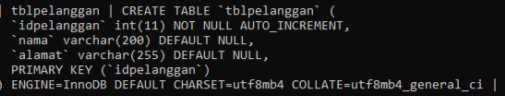 | tblpelanggan | CREATE TABLE `tblpelanggan` (
  `idpelanggan` int(11) NOT NULL AUTO_INCREMENT,
  `nama` varchar(200) DEFAULT NULL,
  `alamat` varchar(255) DEFAULT NULL,
  PRIMARY KEY (`idpelanggan`)
) ENGINE=InnoDB DEFAULT CHARSET=utf8mb4 COLLATE=utf8mb4_general_ci |